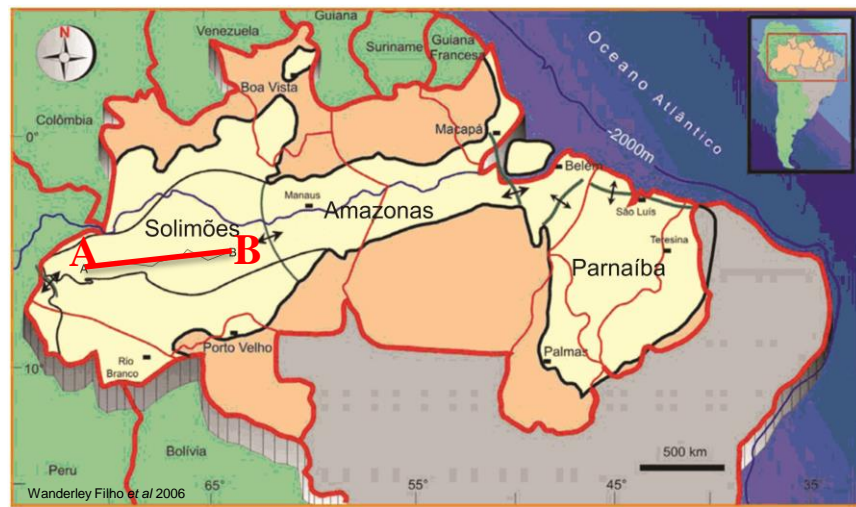 N
Venezuela
Guiana
Suriname
Guiana
Francesa
Colômbia
Boa Vista
Oceano Atlântico
0°
Macapá
-2000m
Belém
Manaus
Amazonas
São Luís
Solimões
A
B
A
B
Teresina
Parnaíba
Porto Velho
Palmas
Rio
Branco
10°
Bolívia
Peru
500 km
65°
55°
45°
35°
Wanderley Filho et al 2006